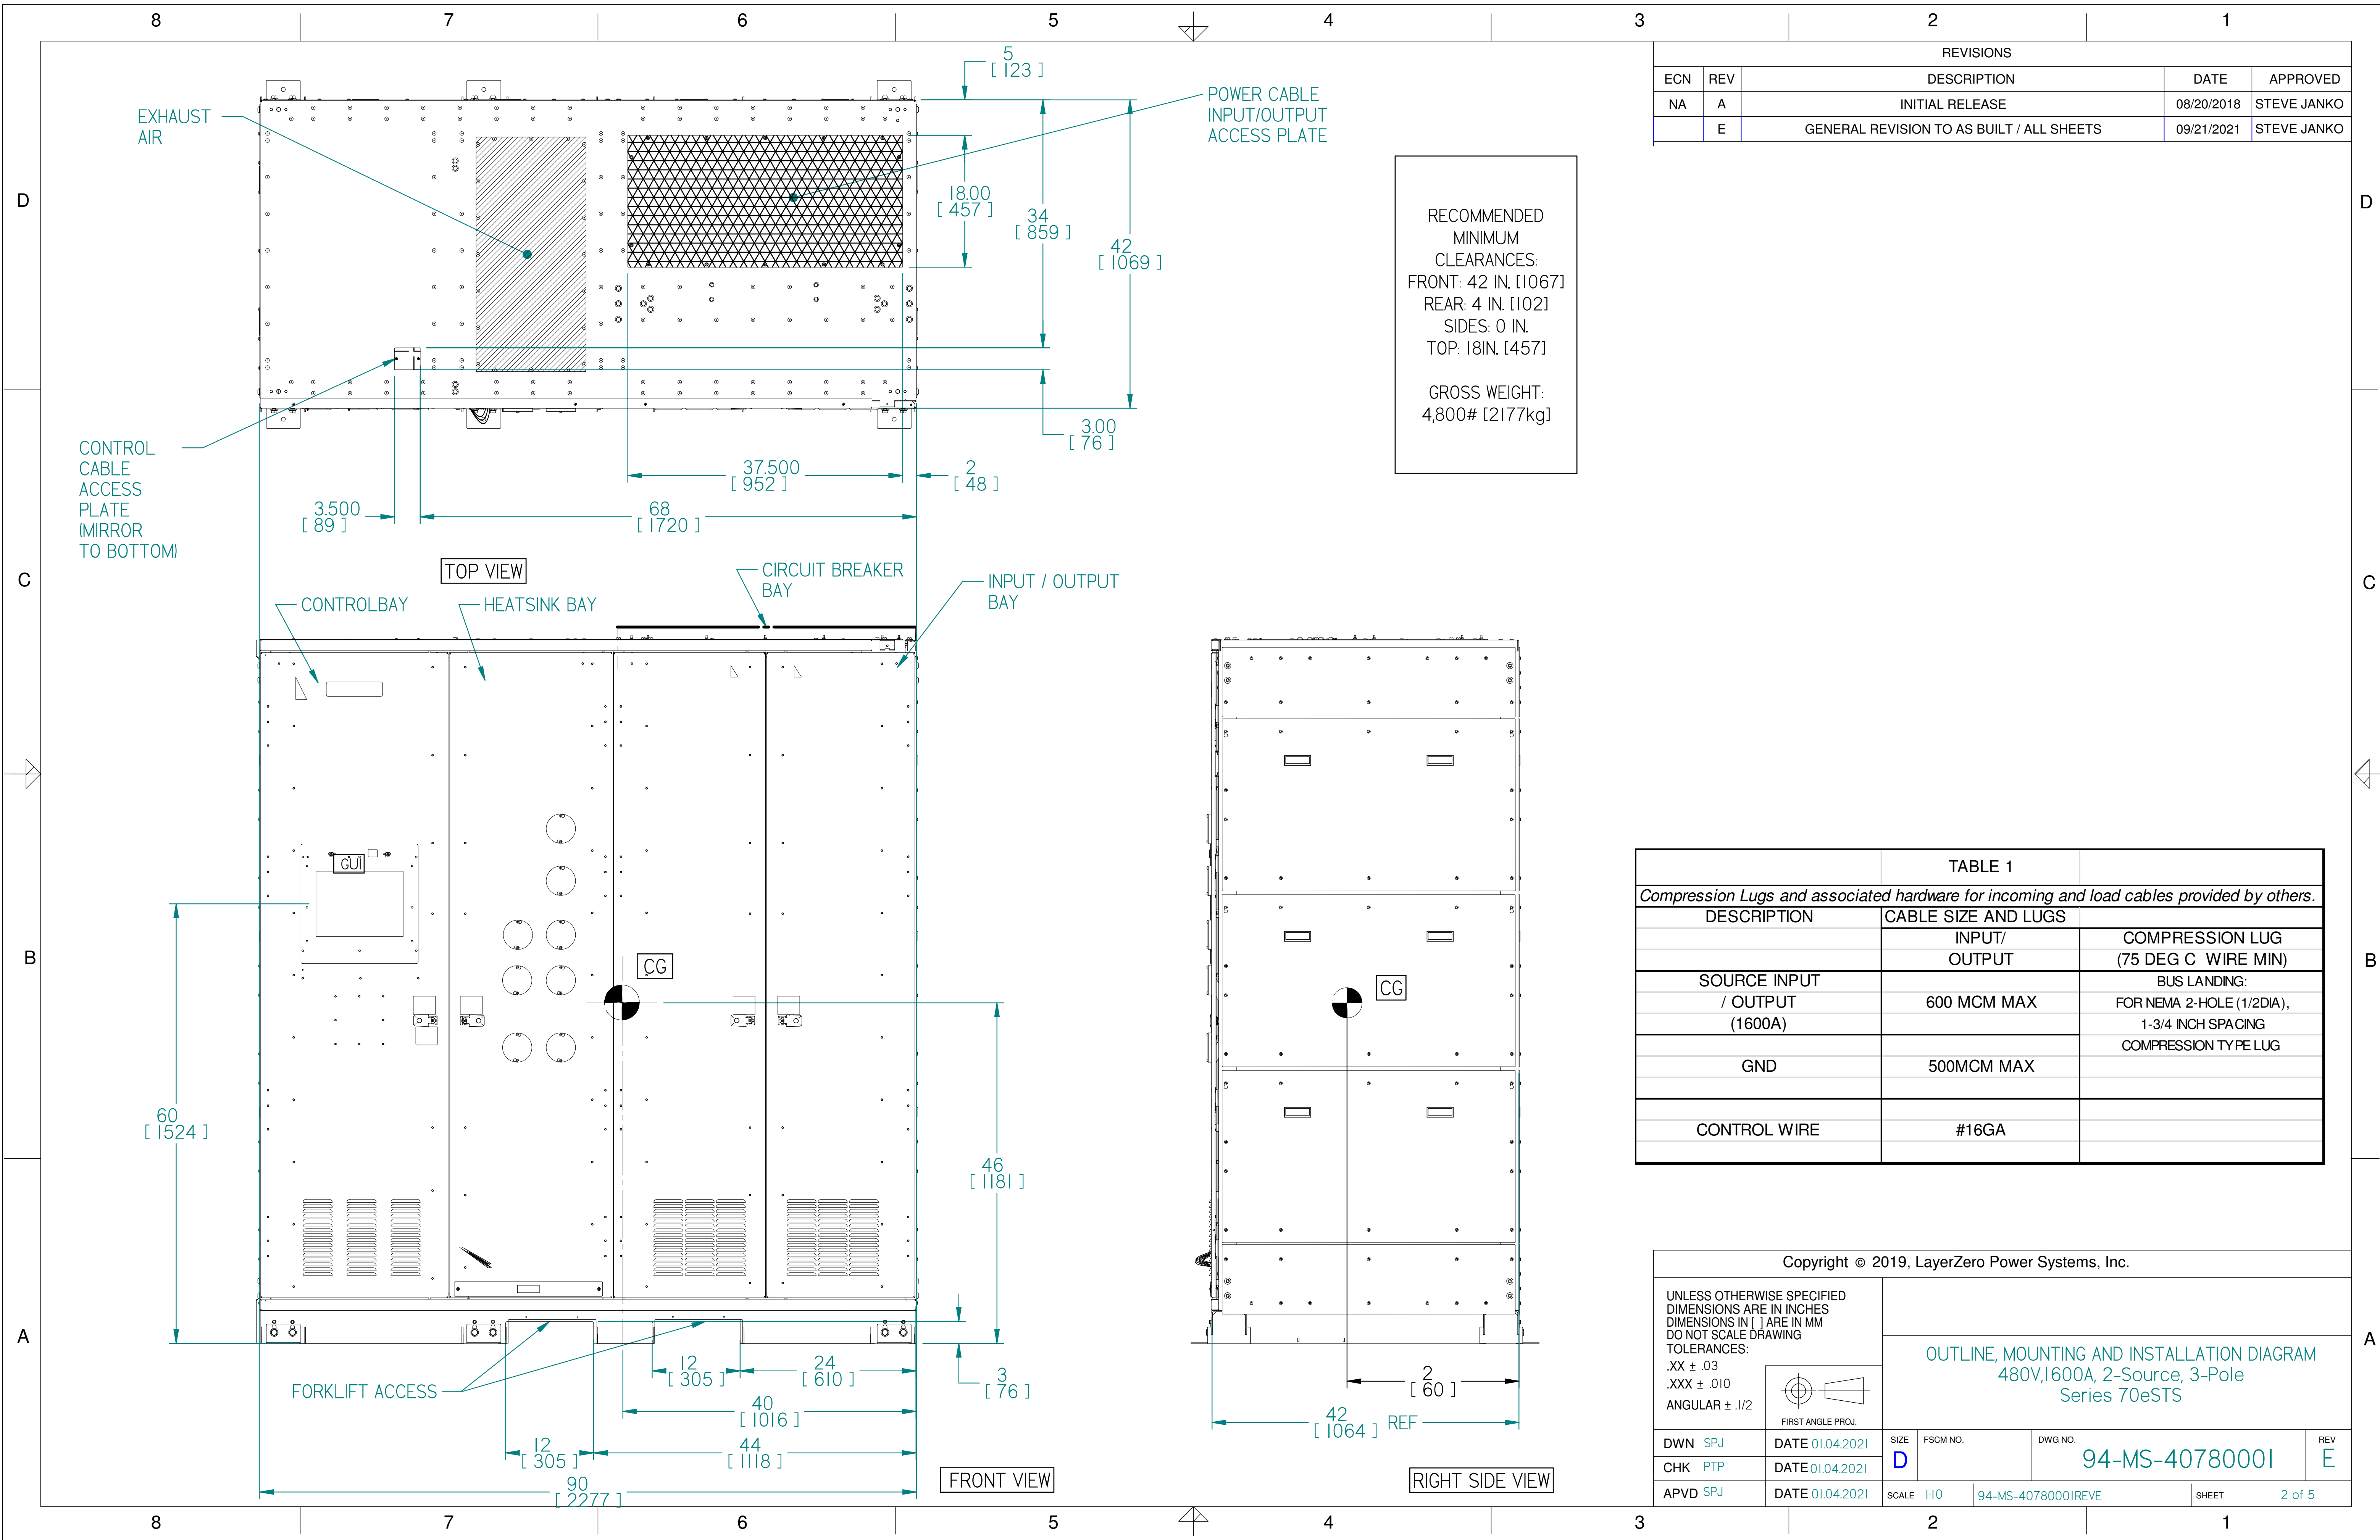 8 7 6 5 4 3 2 1
D
C
B
A
REVISIONS
ECN REV DESCRIPTION DATE APPROVED
NA A INITIAL RELEASE 08/20/2018 STEVE JANKO
E GENERAL REVISION TO AS BUILT / ALL SHEETS 09/21/2021 STEVE JANKO
EXHAUST
AIR
5
[ 123 ]
POWER CABLE
INPUT/OUTPUT
ACCESS PLATE
18.00
[ 457 ]
34
[ 859 ]
42
[ 1069 ]
3.00
[ 76 ]
37.500
[ 952 ]
2
[ 48 ]
3.500
[ 89 ]
68
[ 1720 ]
CONTROL
CABLE
ACCESS
PLATE
(MIRROR
TO BOTTOM)
TOP VIEW
RECOMMENDED
MINIMUM
CLEARANCES:
FRONT: 42 IN. [1067]
REAR: 4 IN. [102]
SIDES: 0 IN.
TOP: 18IN. [457]
GROSS WEIGHT:
4,800# [2177kg]
CONTROLBAY
HEATSINK BAY
CIRCUIT BREAKER
BAY
INPUT / OUTPUT
BAY
GUI
CG
60
[ 1524 ]
46
[ 1181 ]
12
[ 305 ]
24
[ 610 ]
3
[ 76 ]
FORKLIFT ACCESS
40
[ 1016 ]
12
[ 305 ]
44
[ 1118 ]
90
[ 2277 ]
FRONT VIEW
CG
2
[ 60 ]
42
[ 1064 ] REF
RIGHT SIDE VIEW
TABLE 1
Compression Lugs and associated hardware for incoming and load cables provided by others.
DESCRIPTION CABLE SIZE AND LUGS
INPUT/ COMPRESSION LUG
OUTPUT (75 DEG C WIRE MIN)
SOURCE INPUT BUS LANDING:
/ OUTPUT 600 MCM MAX FOR NEMA 2-HOLE (1/2DIA),
(1600A) 1-3/4 INCH SPACING
COMPRESSION TYPE LUG
GND 500MCM MAX
CONTROL WIRE #16GA
Copyright © 2019, LayerZero Power Systems, Inc.
UNLESS OTHERWISE SPECIFIED
DIMENSIONS ARE IN INCHES
DIMENSIONS IN [ ] ARE IN MM
DO NOT SCALE DRAWING
TOLERANCES:
.XX ± .03
.XXX ± .010
ANGULAR ± .1/2
FIRST ANGLE PROJ.
OUTLINE, MOUNTING AND INSTALLATION DIAGRAM
480V,1600A, 2-Source, 3-Pole
Series 70eSTS
DWN SPJ DATE 01.04.2021
CHK PTP DATE 01.04.2021
APVD SPJ DATE 01.04.2021
SIZE D
FSCM NO.
DWG NO. 94-MS-40780001
REV E
SCALE 1:10 94-MS-40780001REVE SHEET 2 of 5
D
C
B
A
8 7 6 5 4 3 2 1